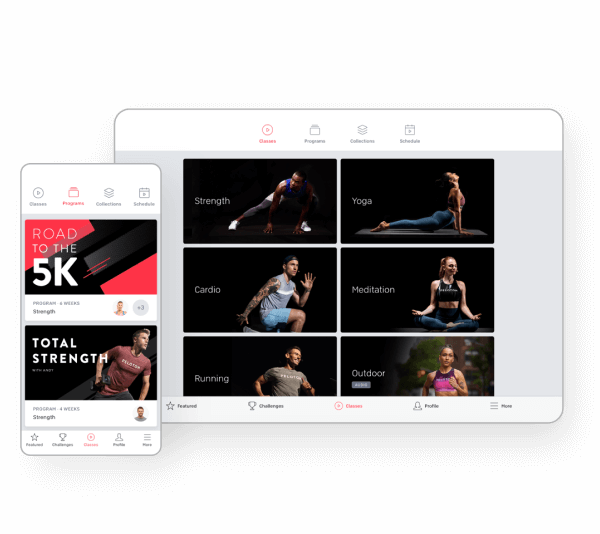 Classes
Programs
Collections
Schedule
Strength
Yoga
Cardio
Meditation
PELOTON
Running
Outdoor
AUDIO
Featured
Challenges
Classes
Profile
More
Classes
Programs
Collections
Schedule
ROAD
TO THE
5K
PROGRAM · 6 WEEKS
Strength
+3
TOTAL
STRENGTH
WITH ANDY
PELOTON
PROGRAM · 4 WEEKS
Strength
Featured
Challenges
Classes
Profile
More